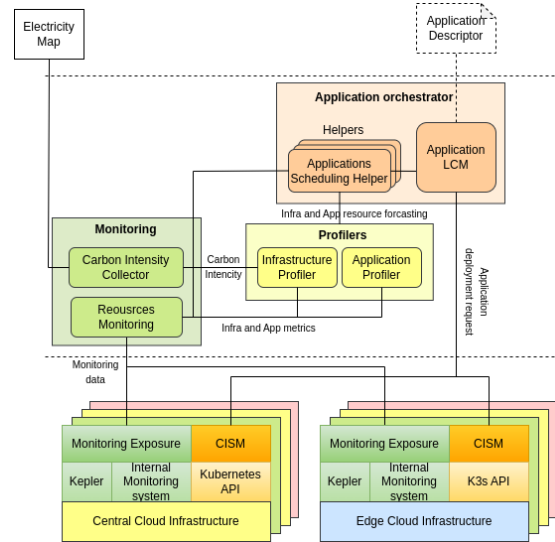 Electricity
Map
Application
Descriptor
Application orchestrator
Helpers
Applications
Scheduling Helper
Application
LCM
Infra and App resource forcasting
Monitoring
Carbon Intensity
Collector
Reousrces
Monitoring
Carbon
Intencity
Profilers
Infrastructure
Profiler
Application
Profiler
Infra and App metrics
Application
deployment request
Monitoring
data
Monitoring Exposure
CISM
Kepler
Internal
Monitoring
system
Kubernetes
API
Central Cloud Infrastructure
Monitoring Exposure
CISM
Kepler
Internal
Monitoring
system
K3s API
Edge Cloud Infrastructure